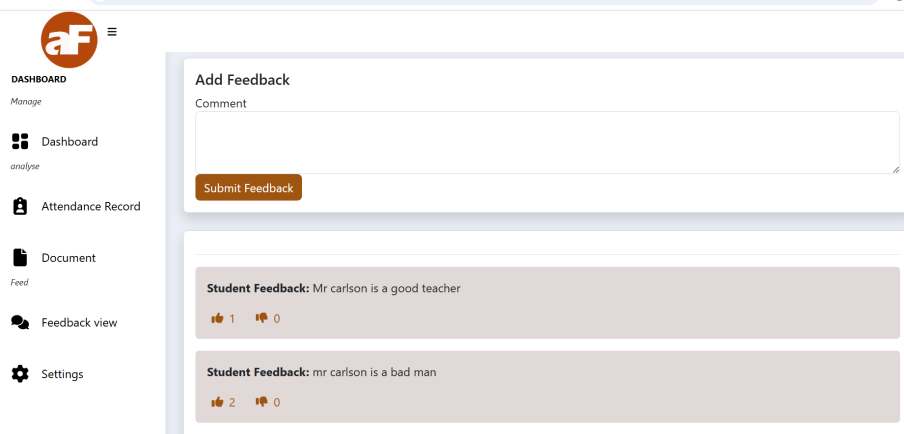 aF
DASHBOARD
Manage
Dashboard
analyse
Attendance Record
Document
Feed
Feedback view
Settings
Add Feedback
Comment
Submit Feedback
Student Feedback: Mr carlson is a good teacher
1 0
Student Feedback: mr carlson is a bad man
2 0